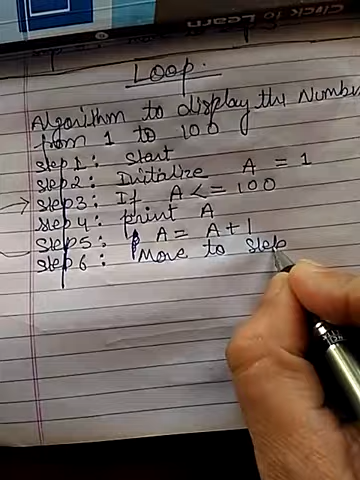 Click to Learn
Loop.
Algorithm to display the Number
from 1 to 100
Step 1: Start
Step 2: Initialize A = 1
Step 3: If A <= 100
Step 4: print A
Step 5: A = A+1
Step 6: Move to step